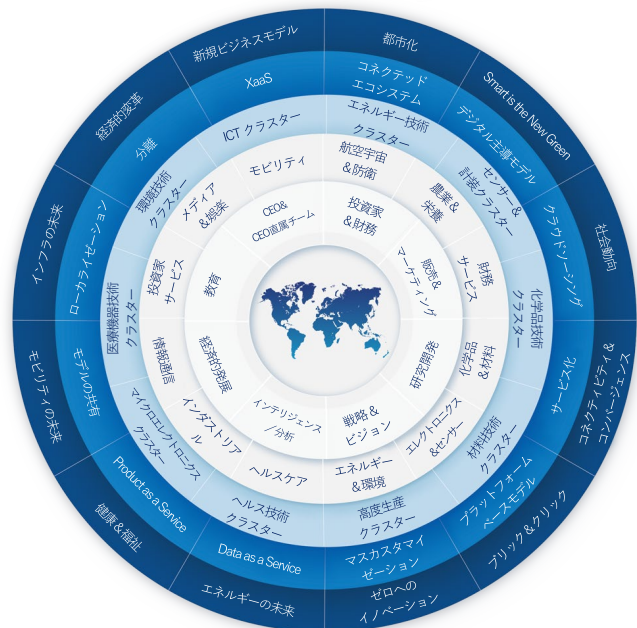 都市化
Smart is the New Green
社会動向
コネクティビティ &
コンバージェンス
ブリック & クリック
ゼロへの
イノベーション
エネルギーの未来
健康 & 福祉
モビリティの未来
インフラの未来
経済的変革
新規ビジネスモデル
コネクテッド
エコシステム
デジタル主導モデル
クラウドソーシング
サービス化
プラットフォーム
ベースモデル
マスカスタマイ
ゼーション
Data as a Service
Product as a Service
モデルの共有
ローカライゼーション
分離
XaaS
エネルギー技術
クラスター
センサー &
計装クラスター
化学品技術
クラスター
材料技術
クラスター
高度生産
クラスター
ヘルス技術
クラスター
マイクロエレクトロニクス
クラスター
医療機器技術
クラスター
環境技術
クラスター
ICT クラスター
航空宇宙
& 防衛
農業 &
栄養
財務
サービス
化学品
& 材料
エレクトロニクス
& センサー
エネルギー
& 環境
ヘルスケア
インダストリア
ル
情報通信
投資家
サービス
メディア
& 娯楽
モビリティ
投資家
& 財務
販売 &
マーケティング
研究開発
戦略 &
ビジョン
インテリジェンス
/分析
経済的発展
教育
CEO&
CEO直属チーム